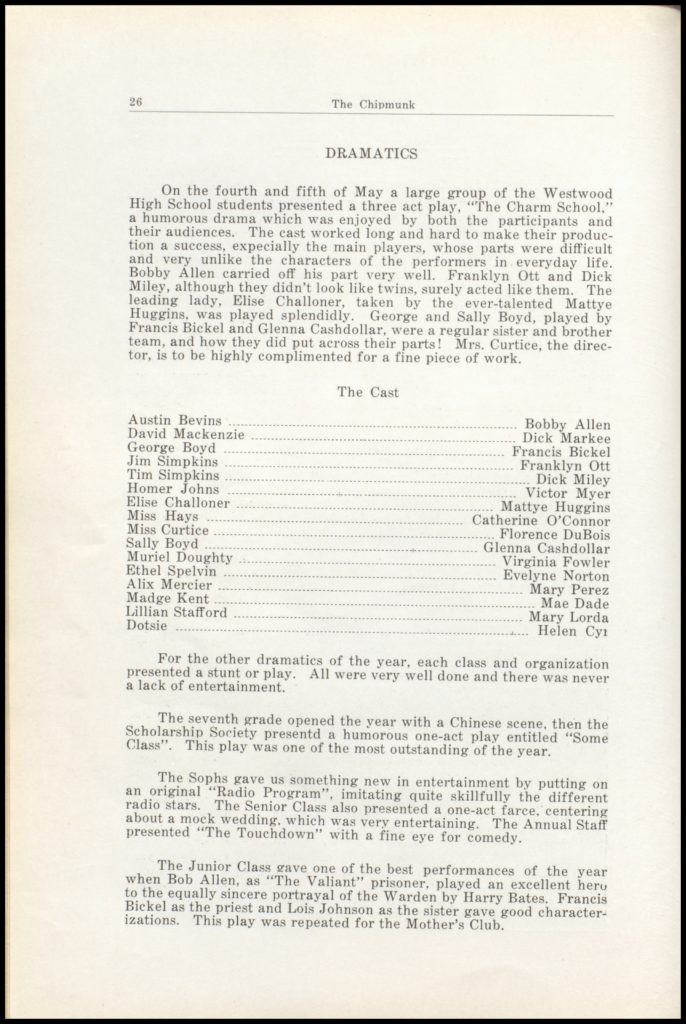 26
The Chipmunk
DRAMATICS
On the fourth and fifth of May a large group of the Westwood
High School students presented a three act play, “The Charm School,”
a humorous drama which was enjoyed by both the participants and
their audiences. The cast worked long and hard to make their produc-
tion a success, expecially the main players, whose parts were difficult
and very unlike the characters of the performers in everyday life.
Bobby Allen carried off his part very well. Franklyn Ott and Dick
Miley, although they didn’t look like twins, surely acted like them. The
leading lady, Elise Challoner, taken by the ever-talented Mattye
Huggins, was played splendidly. George and Sally Boyd, played by
Francis Bickel and Glenna Cashdollar, were a regular sister and brother
team, and how they did put across their parts! Mrs. Curtice, the direc-
tor, is to be highly complimented for a fine piece of work.
The Cast
Austin Bevins Bobby Allen
David Mackenzie Dick Markee
George Boyd Francis Bickel
Jim Simpkins Franklyn Ott
Tim Simpkins Dick Miley
Homer Johns Victor Myer
Elise Challoner Mattye Huggins
Miss Hays Catherine O’Connor
Miss Curtice Florence DuBois
Sally Boyd Glenna Cashdollar
Muriel Doughty Virginia Fowler
Ethel Spelvin Evelyne Norton
Alix Mercier Mary Perez
Madge Kent Mae Dade
Lillian Stafford Mary Lorda
Dotsie Helen
For the other dramatics of the year, each class and organization
presented a stunt or play. All were very well done and there was never
a lack of entertainment.
The seventh grade opened the year with a Chinese scene, then the
Scholarship Society presentd a humorous one-act play entitled “Some
Class”. This play was one of the most outstanding of the year.
The Sophs gave us something new in entertainment by putting on
an original “Radio Program”, imitating quite skillfully the different
radio stars. The Senior Class also presented a one-act farce, centering
about a mock wedding, which was very entertaining. The Annual Staff
presented “The Touchdown” with a fine eye for comedy.
The Junior Class gave one of the best performances of the year
when Bob Allen, as “The Valiant” prisoner, played an excellent hero
to the equally sincere portrayal of the Warden by Harry Bates. Francis
Bickel as the priest and Lois Johnson as the sister gave good character-
izations. This play was repeated for the Mother’s Club.